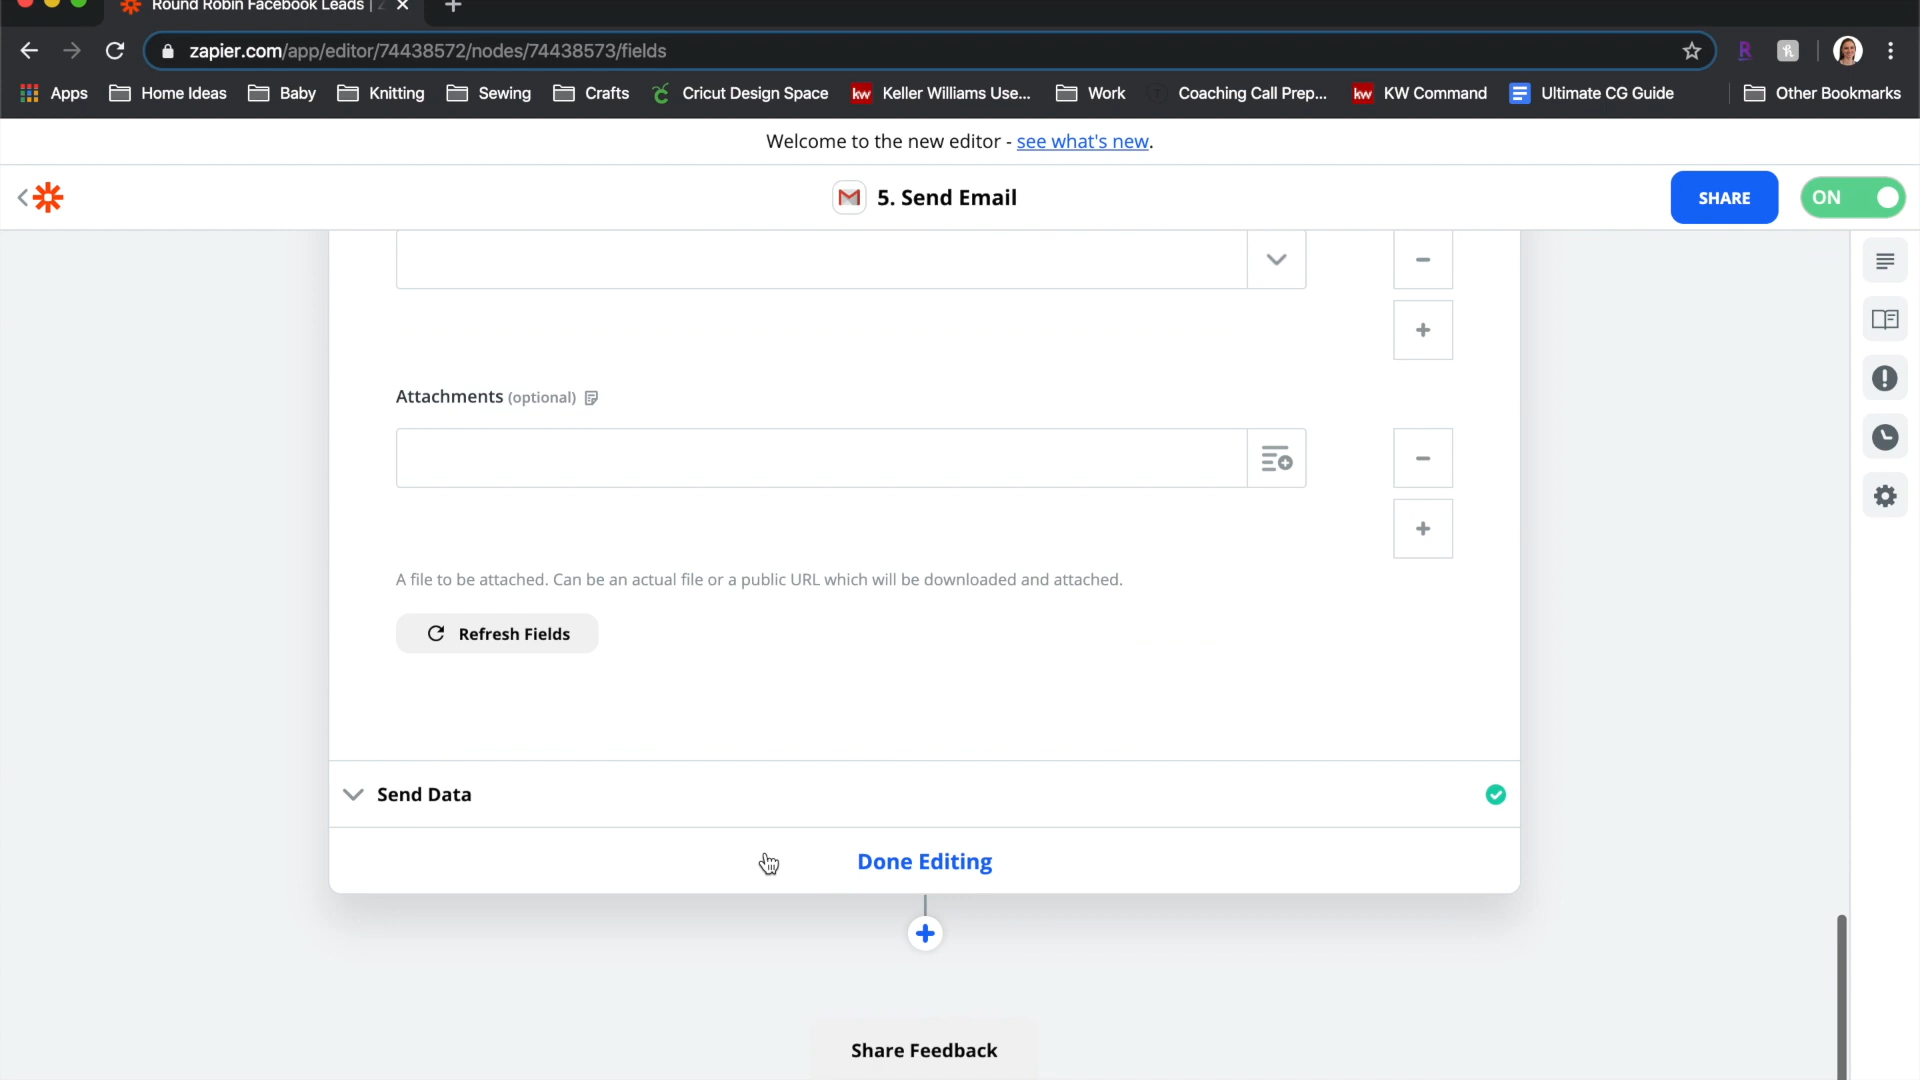 Round Robin Facebook Leads |
zapier.com/app/editor/74438572/nodes/74438573/fields
Apps Home Ideas Baby Knitting Sewing Crafts Cricut Design Space kw Keller Williams Use... Work Coaching Call Prep... kw KW Command Ultimate CG Guide Other Bookmarks
Welcome to the new editor - see what's new.
5. Send Email
SHARE
ON
Attachments (optional)
A file to be attached. Can be an actual file or a public URL which will be downloaded and attached.
Refresh Fields
Send Data
Done Editing
Share Feedback